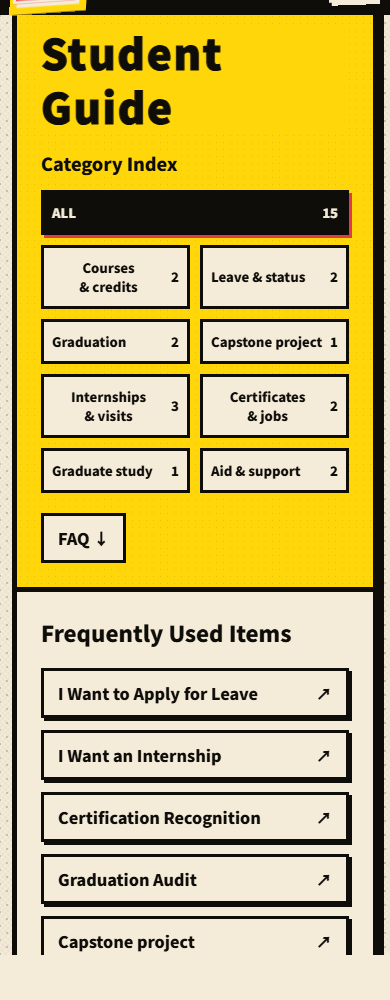 Student
Guide
Category Index
ALL 15
Courses
& credits 2
Leave & status 2
Graduation 2
Capstone project 1
Internships
& visits 3
Certificates
& jobs 2
Graduate study 1
Aid & support 2
FAQ ↓
Frequently Used Items
I Want to Apply for Leave ↗
I Want an Internship ↗
Certification Recognition ↗
Graduation Audit ↗
Capstone project ↗